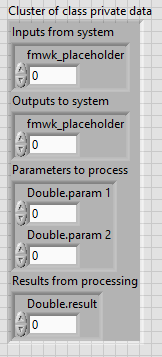 Cluster of class private data
Inputs from system
fmwk_placeholder
0
Outputs to system
fmwk_placeholder
0
Parameters to process
Double.param 1
0
Double.param 2
0
Results from processing
Double.result
0